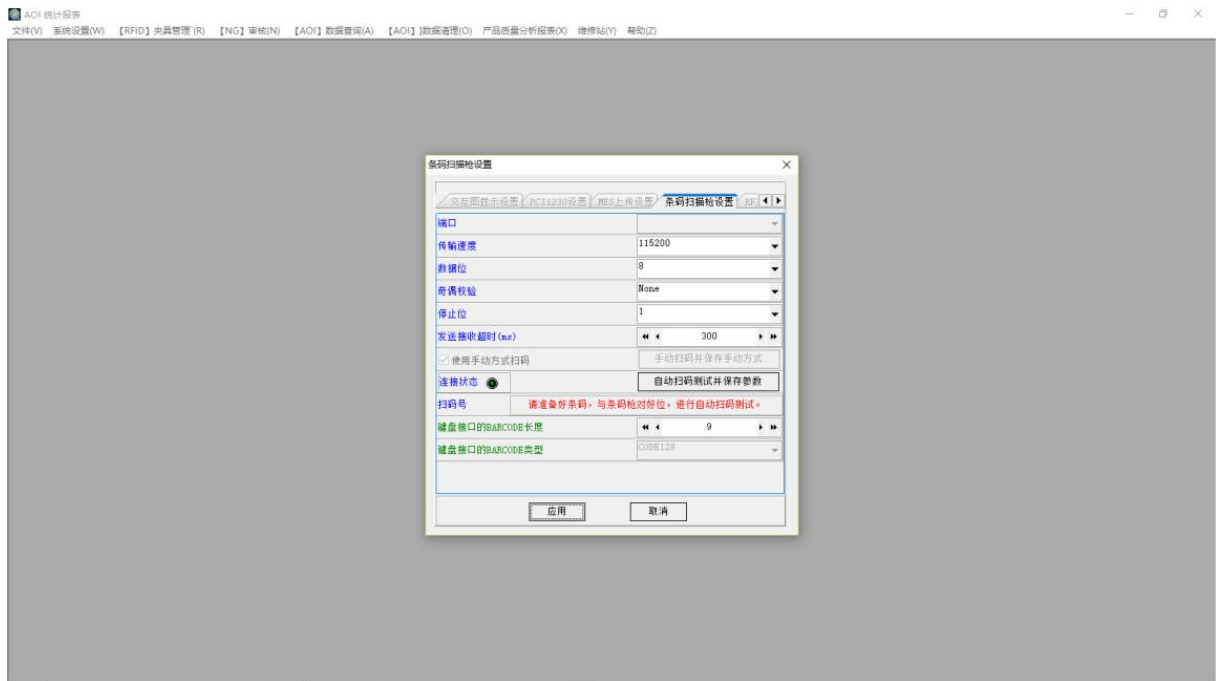 AOI 统计报表
文件(V) 系统设置(W) 【RFID】夹具管理(R) 【NG】审核(N) 【AOI】数据查询(A) 【AOI】]数据清理(O) 产品质量分析报表(X) 维修站(Y) 帮助(Z)
条码扫描枪设置
交互图显示设置 PCI1230设置 MES上传设置 条码扫描枪设置 RF
端口
传输速度 115200
数据位 8
奇偶校验 None
停止位 1
发送接收超时(ms) 300
使用手动方式扫码 手动扫码并保存手动方式
连接状态 自动扫码测试并保存参数
扫码号 请准备好条码，与条码枪对好位，进行自动扫码测试。
键盘接口的BARCODE长度 9
键盘接口的BARCODE类型 CODE128
应用 取消